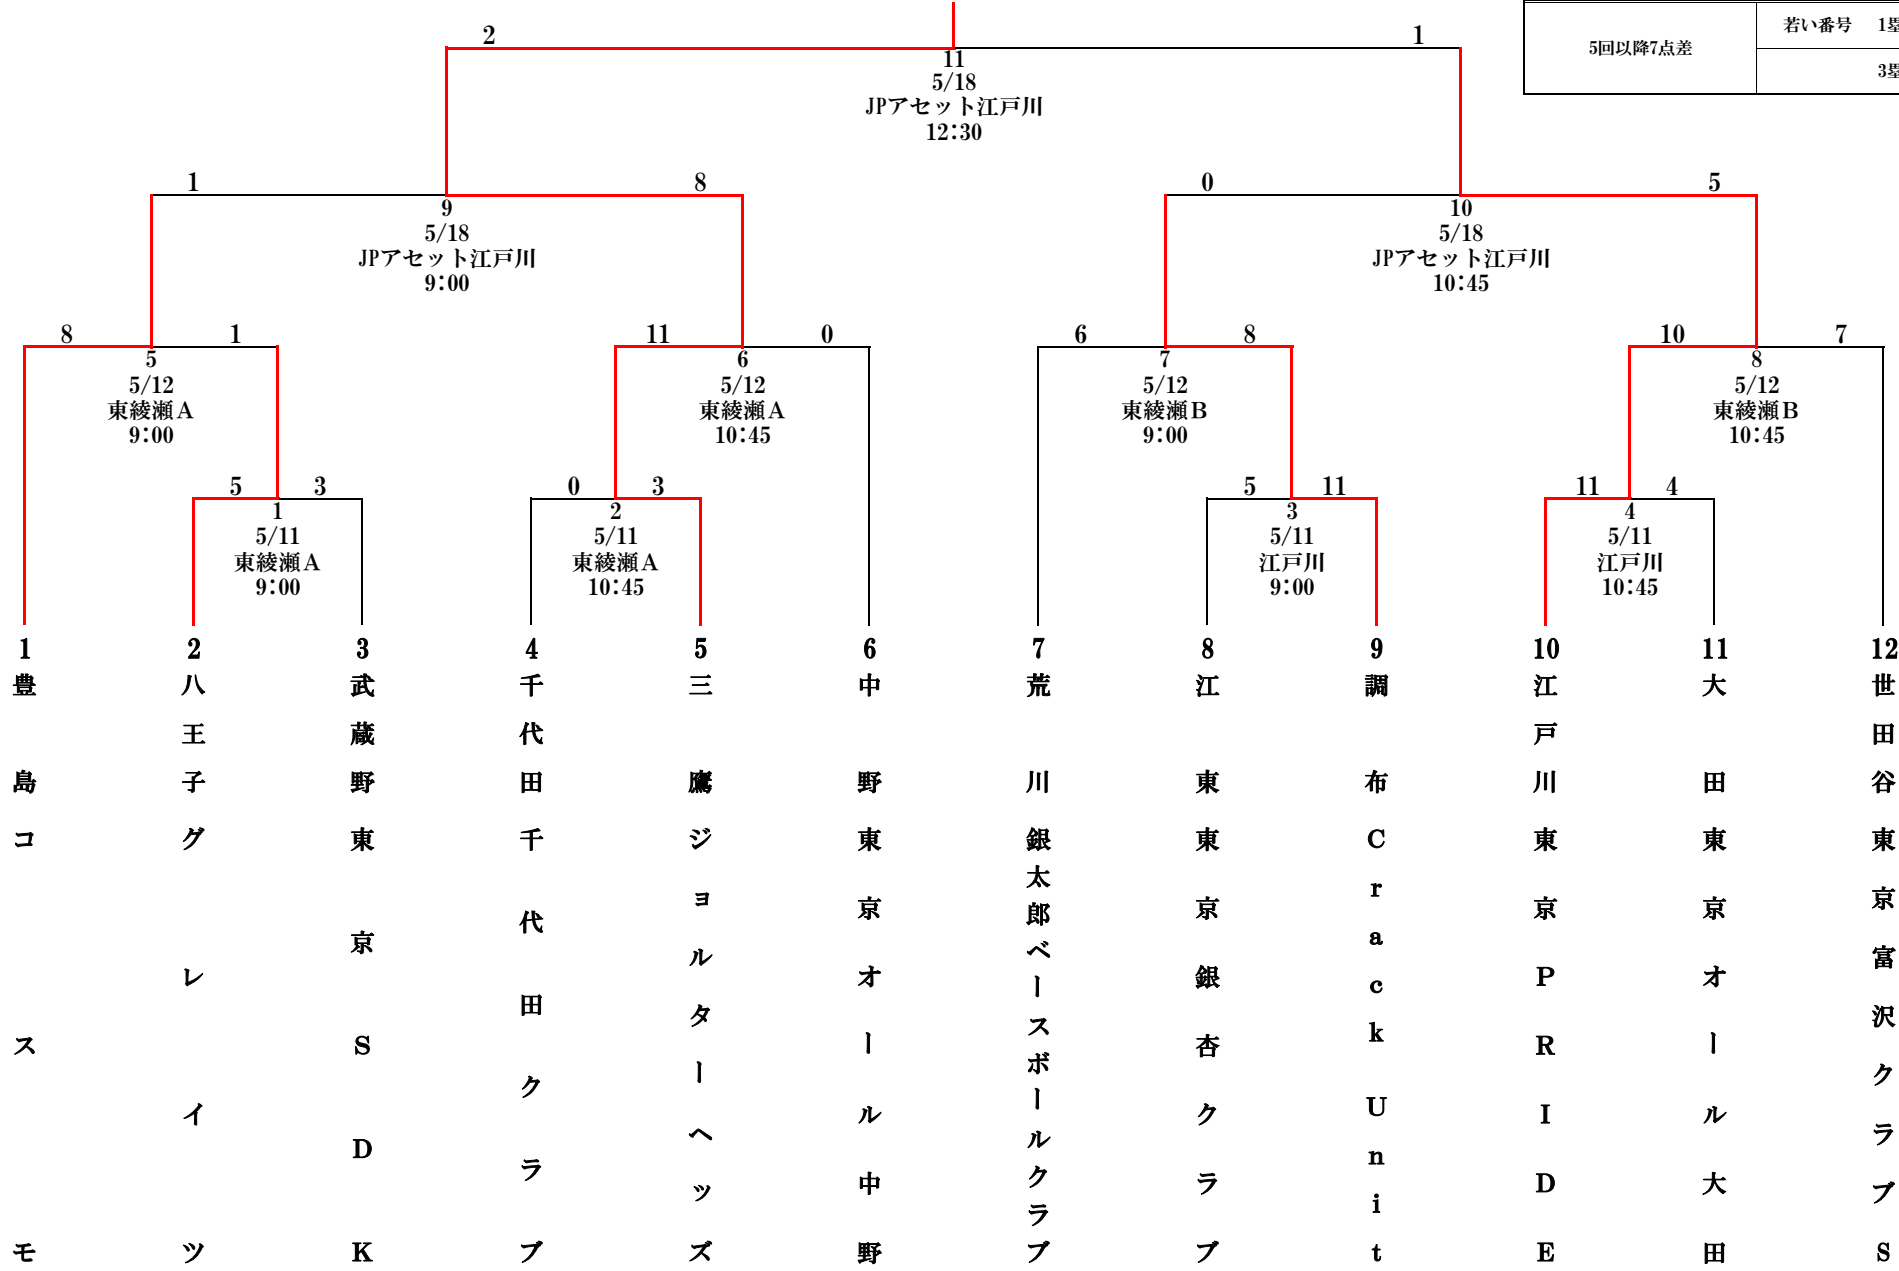 5回以降7点差
若い番号 1塁
3塁
2 1
11
5/18
JPアセット江戸川
12:30
1 8
9
5/18
JPアセット江戸川
9:00
0 5
10
5/18
JPアセット江戸川
10:45
8 1
5
5/12
東綾瀬A
9:00
11 0
6
5/12
東綾瀬A
10:45
6 8
7
5/12
東綾瀬B
9:00
10 7
8
5/12
東綾瀬B
10:45
5 3
1
5/11
東綾瀬A
9:00
0 3
2
5/11
東綾瀬A
10:45
5 11
3
5/11
江戸川
9:00
11 4
4
5/11
江戸川
10:45
1 豊島 コスモ
2 八王子 グレイツ
3 武蔵野 東京SDK
4 千代田 千代田クラブ
5 三鷹 ジョルターヘッズ
6 中野 東京オール中野
7 荒川 銀太郎ベースボールクラブ
8 江東 東京銀杏クラブ
9 調布 Crack Unit
10 江戸川 東京PRIDE
11 大田 東京オール大田
12 世田谷 東京富沢クラブS